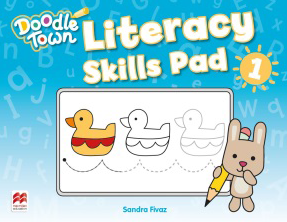 Doodle
Town
Literacy
Skills Pad
1
Sandra Fivaz